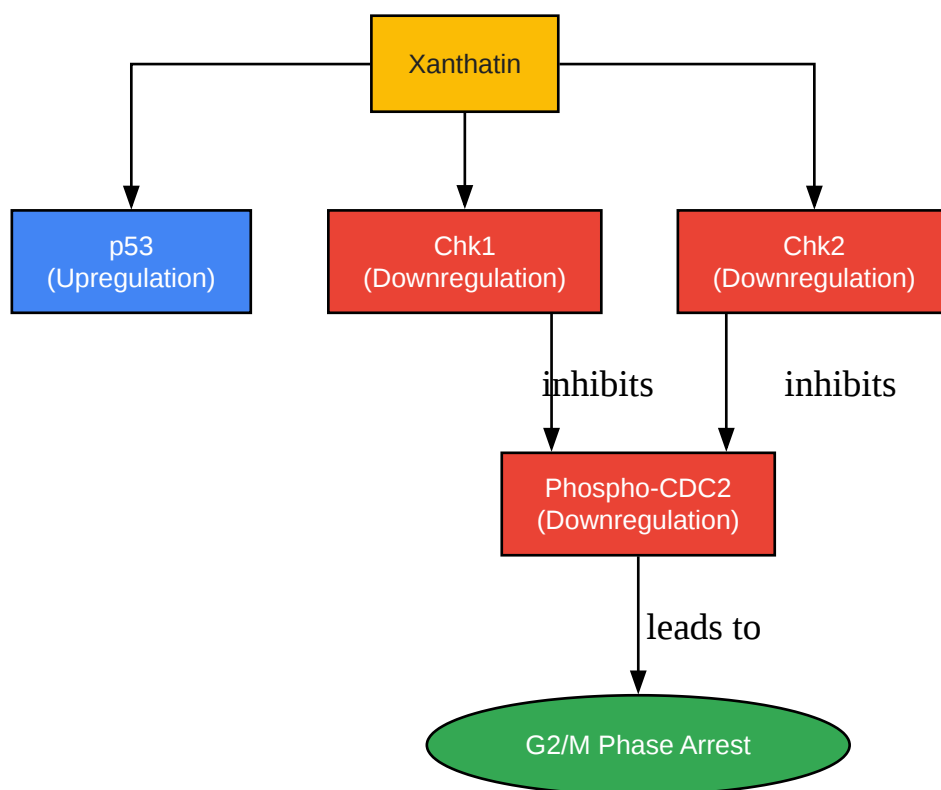 Xanthatin
p53
(Upregulation)
Chk1
(Downregulation)
Chk2
(Downregulation)
inhibits
inhibits
Phospho-CDC2
(Downregulation)
leads to
G2/M Phase Arrest